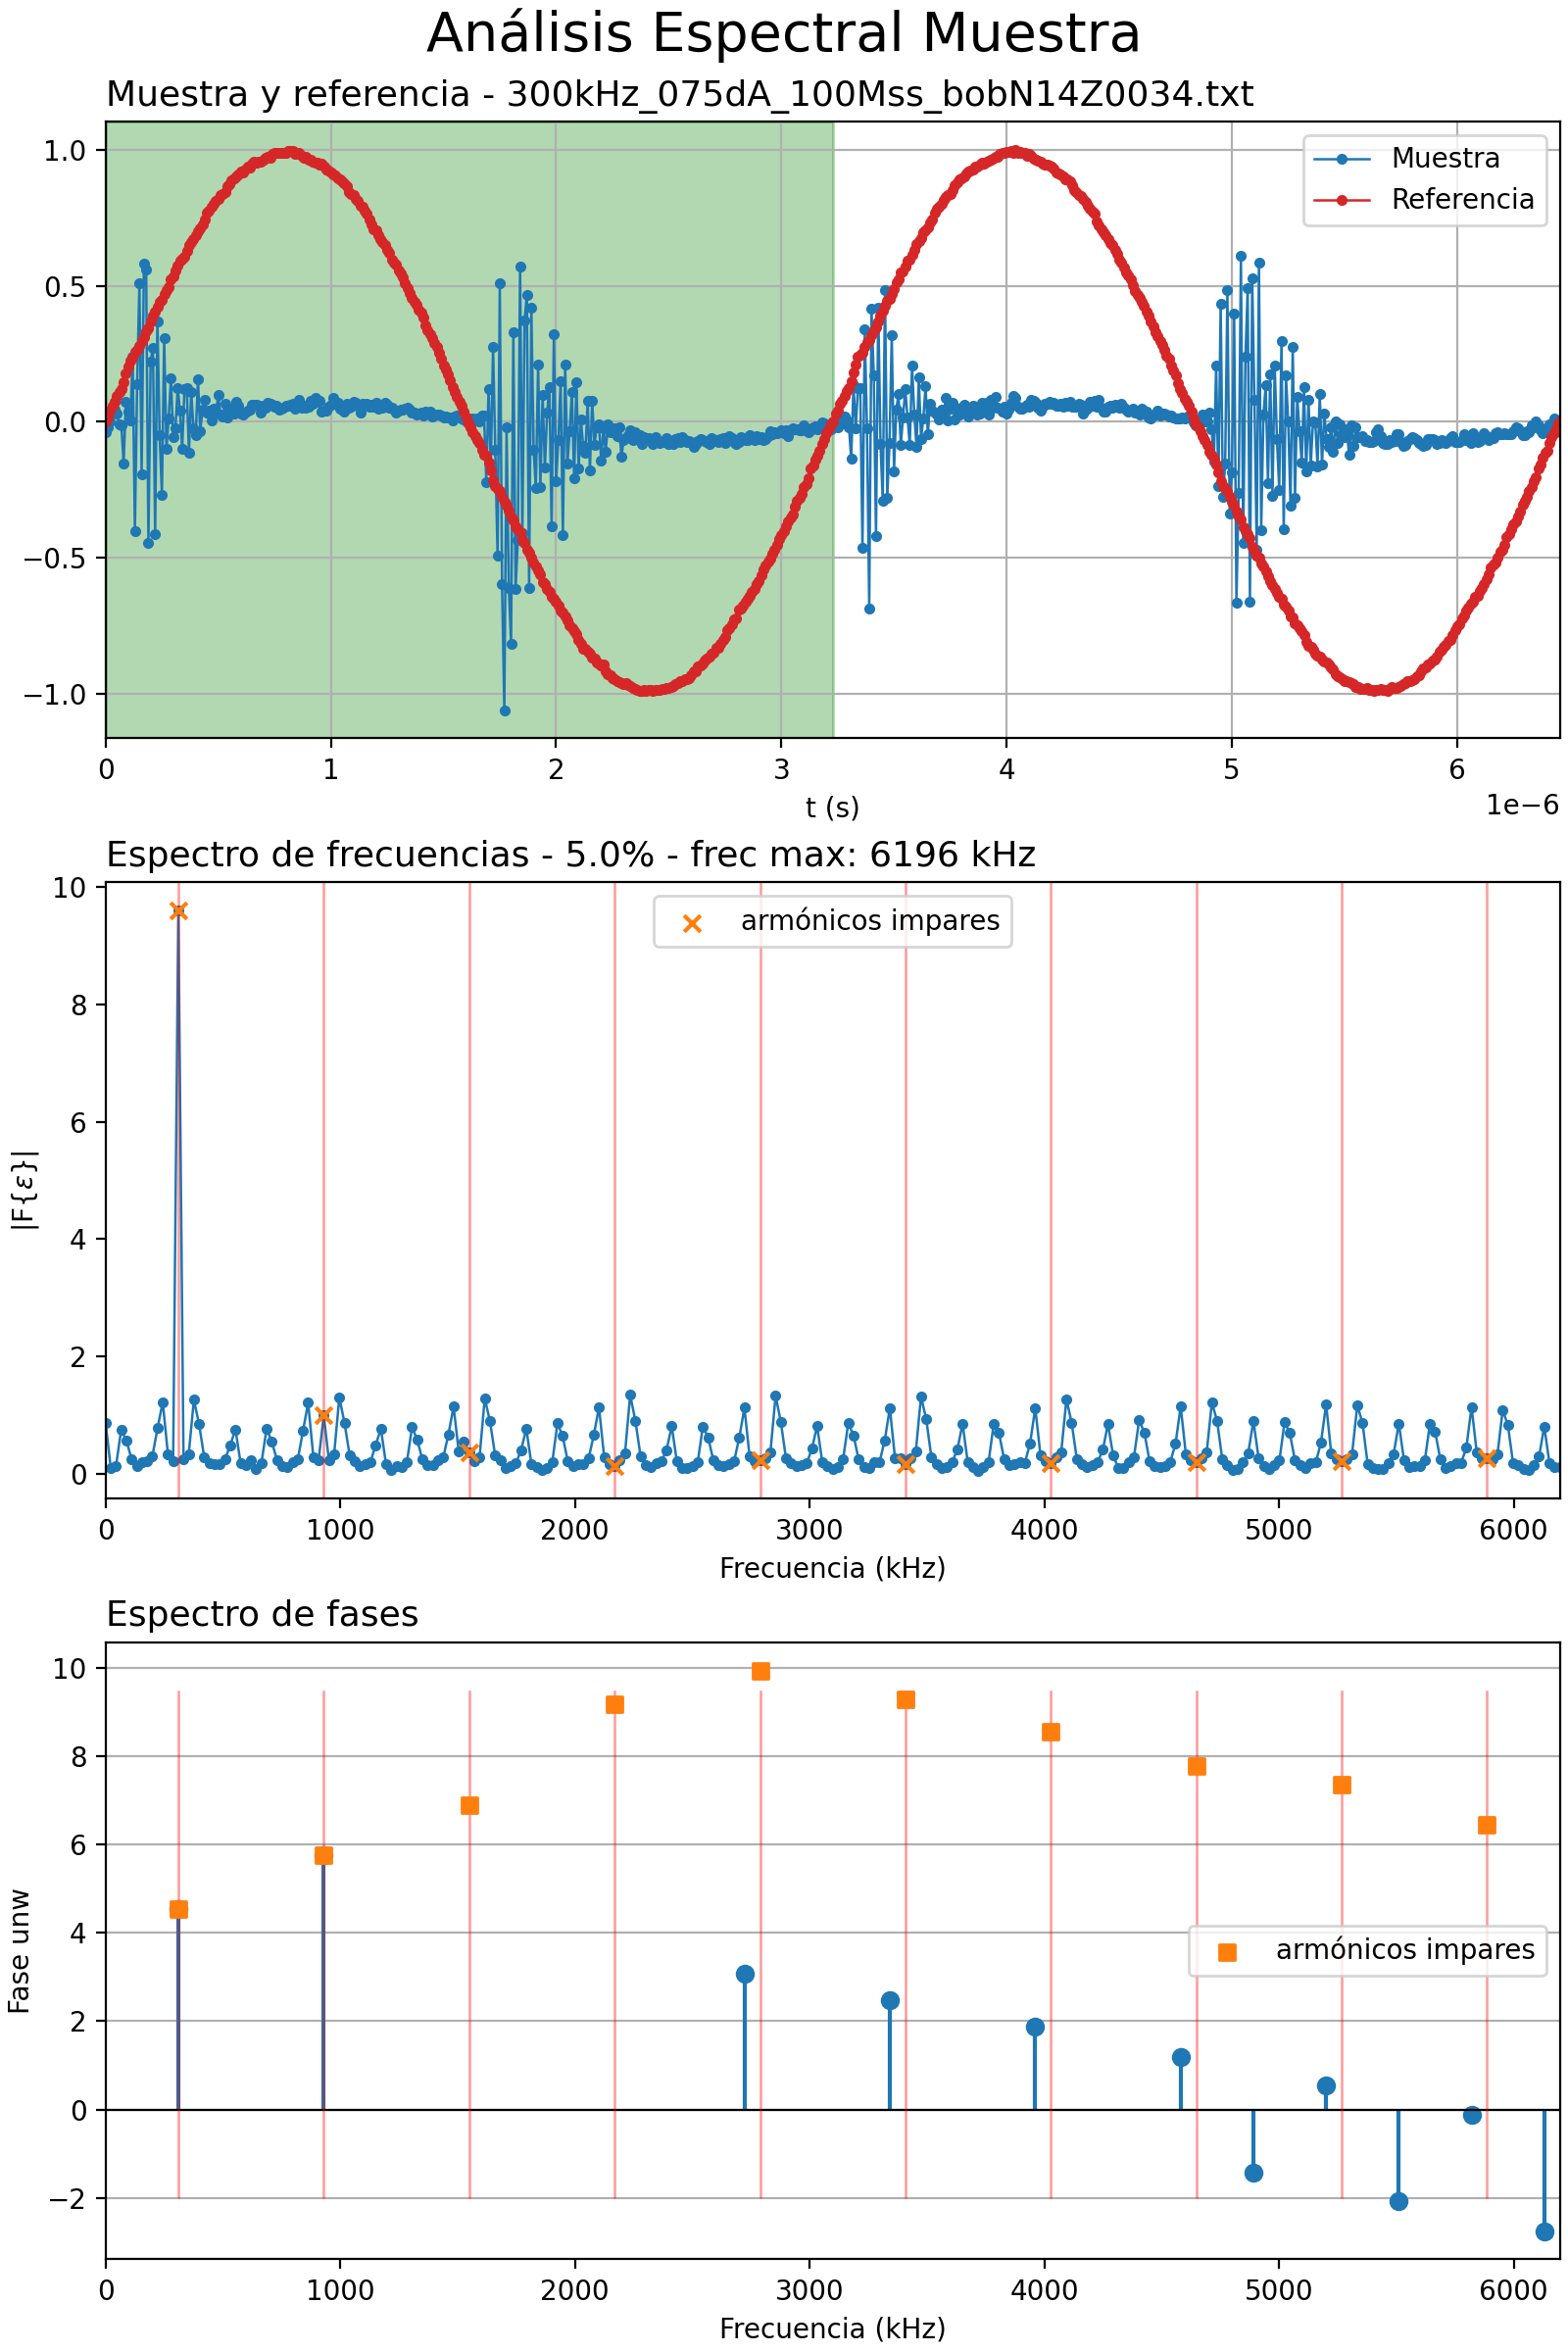 Análisis Espectral Muestra
Muestra y referencia - 300kHz_075dA_100Mss_bobN14Z0034.txt
1.0
0.5
0.0
−0.5
−1.0
Muestra
Referencia
0 1 2 3 4 5 6
1e−6
t (s)
Espectro de frecuencias - 5.0% - frec max: 6196 kHz
10
8
6
4
2
0
|F{ε}|
armónicos impares
0 1000 2000 3000 4000 5000 6000
Frecuencia (kHz)
Espectro de fases
10
8
6
4
2
0
−2
Fase unw
armónicos impares
0 1000 2000 3000 4000 5000 6000
Frecuencia (kHz)